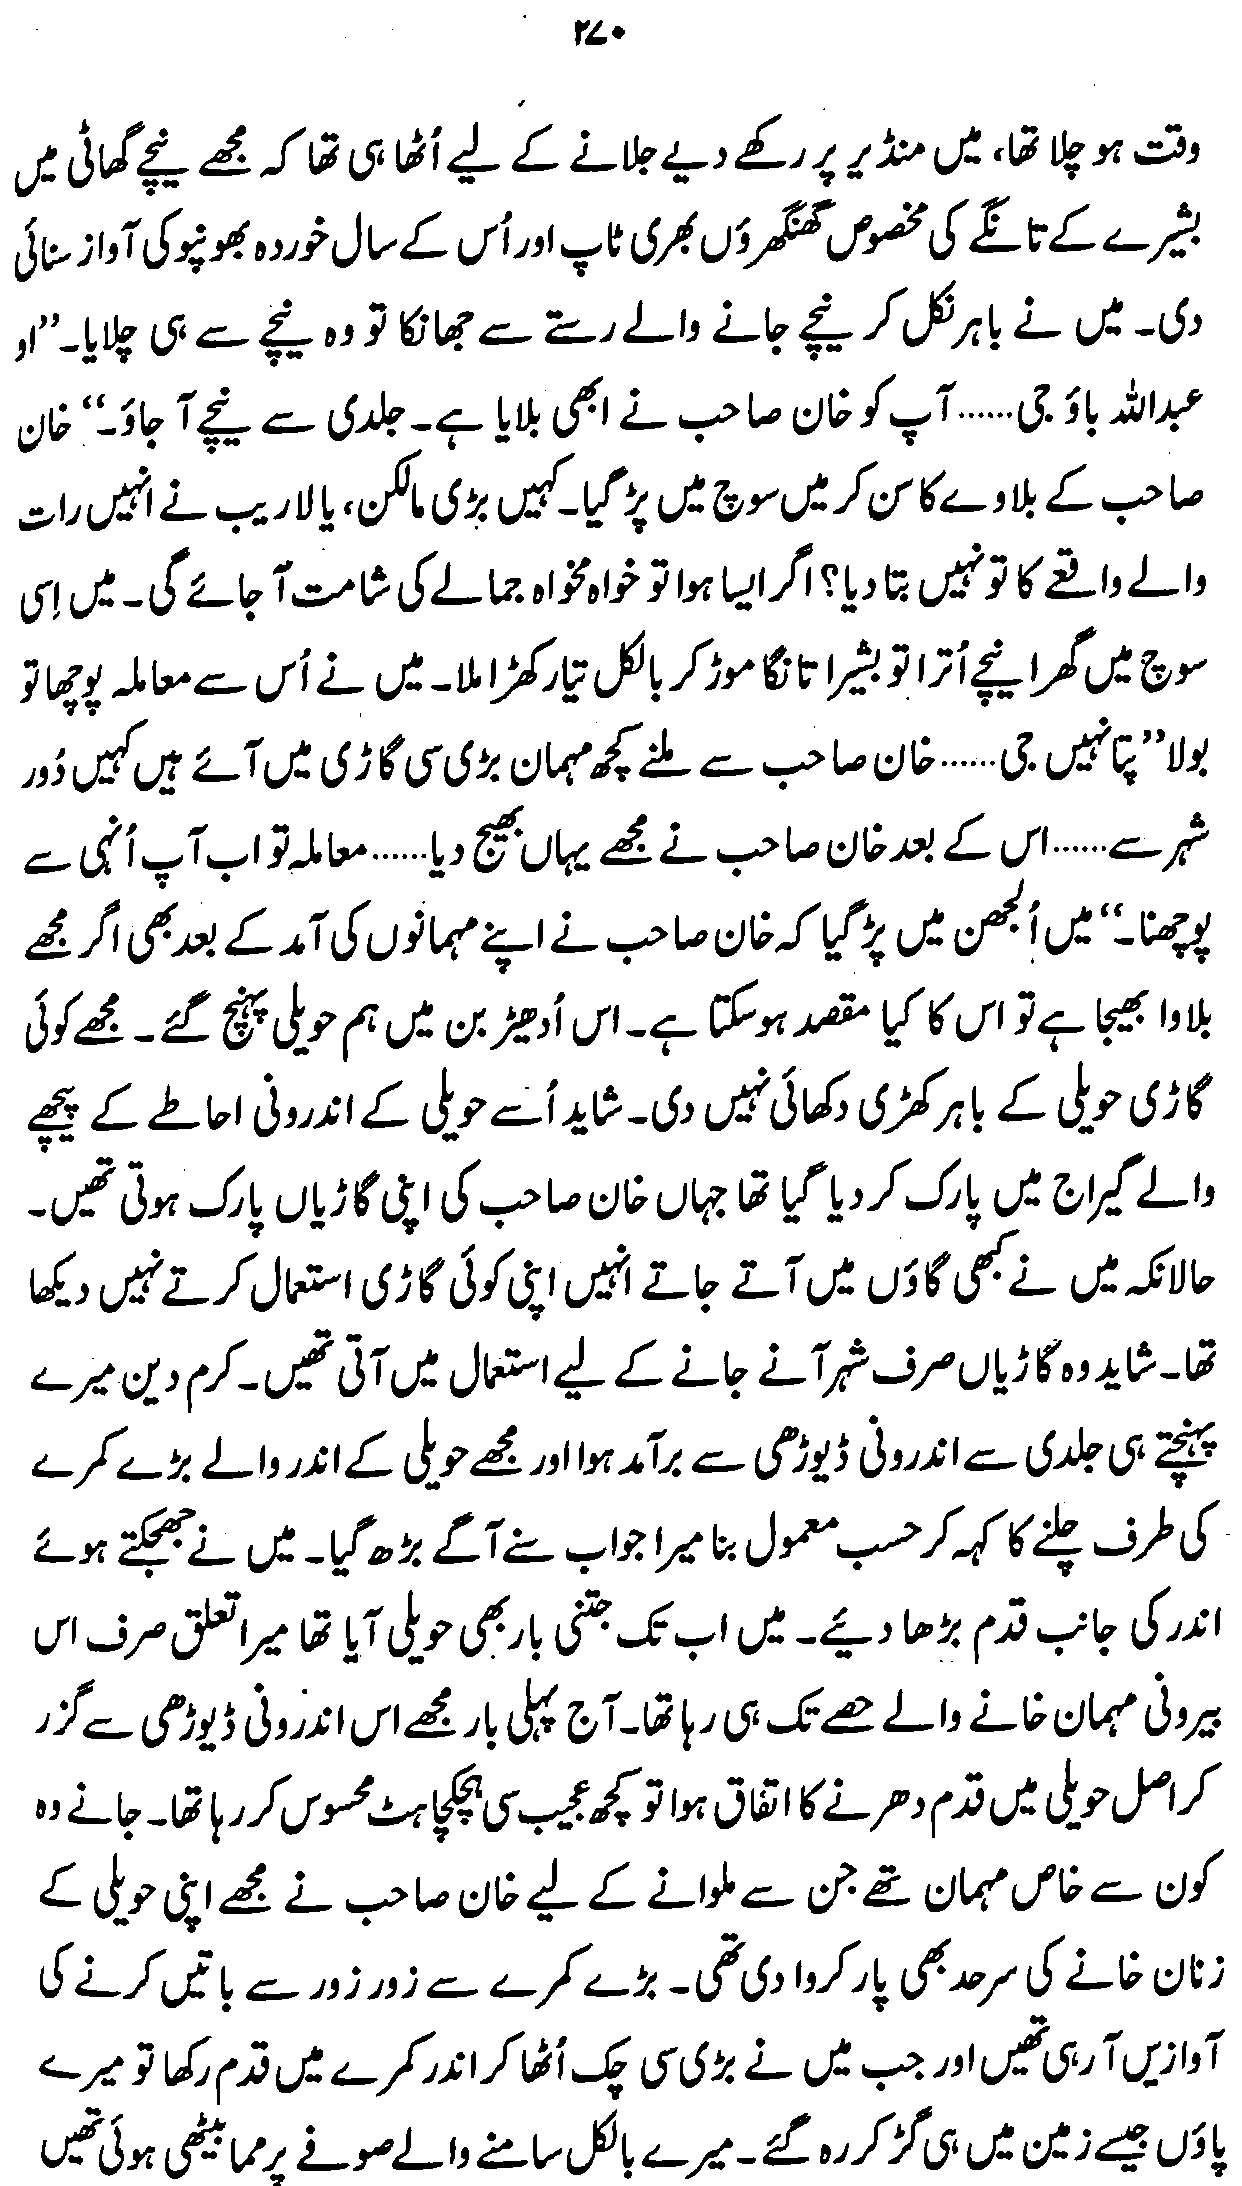 ۲۷۰
وقت ہو چلا تھا، میں منڈیر پر رکھے دیے جلانے کے لیے اُٹھا ہی تھا کہ مجھے نیچے گھاٹی میں
بشیرے کے تانگے کی مخصوص گھنگھروؤں بھری ٹاپ اور اُس کے سال خوردہ بھونپو کی آواز سنائی
دی۔ میں نے باہر نکل کر نیچے جانے والے رستے سے جھانکا تو وہ نیچے سے ہی چلایا۔ ”او
عبداللہ باؤ جی...... آپ کو خان صاحب نے ابھی بلایا ہے۔ جلدی سے نیچے آ جاؤ۔“ خان
صاحب کے بلاوے کا سن کر میں سوچ میں پڑ گیا۔ کہیں بڑی مالکن، یا لاریب نے انہیں رات
والے واقعے کا تو نہیں بتا دیا؟ اگر ایسا ہوا تو خواہ مخواہ جمالے کی شامت آ جائے گی۔ میں اِسی
سوچ میں گھرا نیچے اُترا تو بشیرا تانگا موڑ کر بالکل تیار کھڑا ملا۔ میں نے اُس سے معاملہ پوچھا تو
بولا ”پتا نہیں جی...... خان صاحب سے ملنے کچھ مہمان بڑی سی گاڑی میں آئے ہیں کہیں دُور
شہر سے...... اس کے بعد خان صاحب نے مجھے یہاں بھیج دیا...... معاملہ تو اب آپ اُنہی سے
پوچھنا۔“ میں اُلجھن میں پڑ گیا کہ خان صاحب نے اپنے مہمانوں کی آمد کے بعد بھی اگر مجھے
بلاوا بھیجا ہے تو اس کا کیا مقصد ہو سکتا ہے۔ اس اُدھیڑ بن میں ہم حویلی پہنچ گئے۔ مجھے کوئی
گاڑی حویلی کے باہر کھڑی دکھائی نہیں دی۔ شاید اُسے حویلی کے اندرونی احاطے کے پیچھے
والے گیراج میں پارک کر دیا گیا تھا جہاں خان صاحب کی اپنی گاڑیاں پارک ہوتی تھیں۔
حالانکہ میں نے کبھی گاؤں میں آتے جاتے انہیں اپنی کوئی گاڑی استعمال کرتے نہیں دیکھا
تھا۔ شاید وہ گاڑیاں صرف شہر آنے جانے کے لیے استعمال میں آتی تھیں۔ کرم دین میرے
پہنچتے ہی جلدی سے اندرونی ڈیوڑھی سے برآمد ہوا اور مجھے حویلی کے اندر والے بڑے کمرے
کی طرف چلنے کا کہہ کر حسب معمول بنا میرا جواب سنے آگے بڑھ گیا۔ میں نے جھجکتے ہوئے
اندر کی جانب قدم بڑھا دیئے۔ میں اب تک جتنی بار بھی حویلی آیا تھا میرا تعلق صرف اس
بیرونی مہمان خانے والے حصے تک ہی رہا تھا۔ آج پہلی بار مجھے اس اندرونی ڈیوڑھی سے گزر
کر اصل حویلی میں قدم دھرنے کا اتفاق ہوا تو کچھ عجیب سی ہچکچاہٹ محسوس کر رہا تھا۔ جانے وہ
کون سے خاص مہمان تھے جن سے ملوانے کے لیے خان صاحب نے مجھے اپنی حویلی کے
زنان خانے کی سرحد بھی پار کروا دی تھی۔ بڑے کمرے سے زور زور سے باتیں کرنے کی
آوازیں آ رہی تھیں اور جب میں نے بڑی سی چک اُٹھا کر اندر کمرے میں قدم رکھا تو میرے
پاؤں جیسے زمین میں ہی گڑ کر رہ گئے۔ میرے بالکل سامنے والے صوفے پر مما بیٹھی ہوئی تھیں